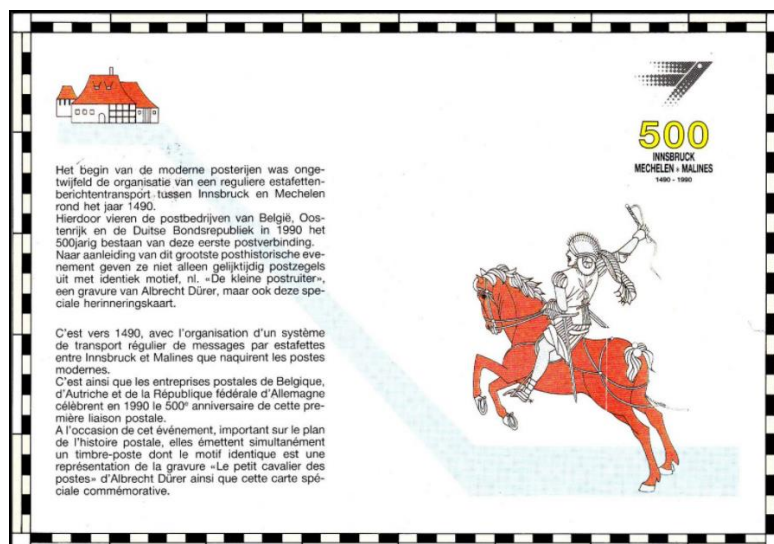 500
INNSBRUCK
MECHELEN + MALINES
1490 - 1990
Het begin van de moderne posterijen was onge-
twijfeld de organisatie van een reguliere estafetten-
berichtentransport tussen Innsbruck en Mechelen
rond het jaar 1490.
Hierdoor vieren de postbedrijven van België, Oos-
tenrijk en de Duitse Bondsrepubliek in 1990 het
500jarig bestaan van deze eerste postverbinding.
Naar aanleiding van dit grootste posthistorische eve-
nement geven ze niet alleen gelijktijdig postzegels
uit met identiek motief, nl. «De kleine postruiter»,
een gravure van Albrecht Dürer, maar ook deze spe-
ciale herinneringskaart.
C'est vers 1490, avec l'organisation d'un système
de transport régulier de messages par estafettes
entre Innsbruck et Malines que naquirent les postes
modernes.
C'est ainsi que les entreprises postales de Belgique,
d'Autriche et de la République fédérale d'Allemagne
célèbrent en 1990 le 500e anniversaire de cette pre-
mière liaison postale.
A l'occasion de cet événement, important sur le plan
de l'histoire postale, elles émettent simultanément
un timbre-poste dont le motif identique est une
représentation de la gravure «Le petit cavalier des
postes» d'Albrecht Dürer ainsi que cette carte spé-
ciale commémorative.